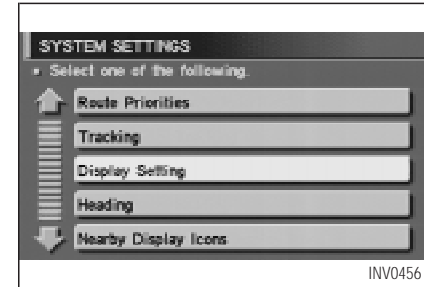 SYSTEM SETTINGS
▪ Select one of the following.
Route Priorities
Tracking
Display Setting
Heading
Nearby Display Icons
INV0456